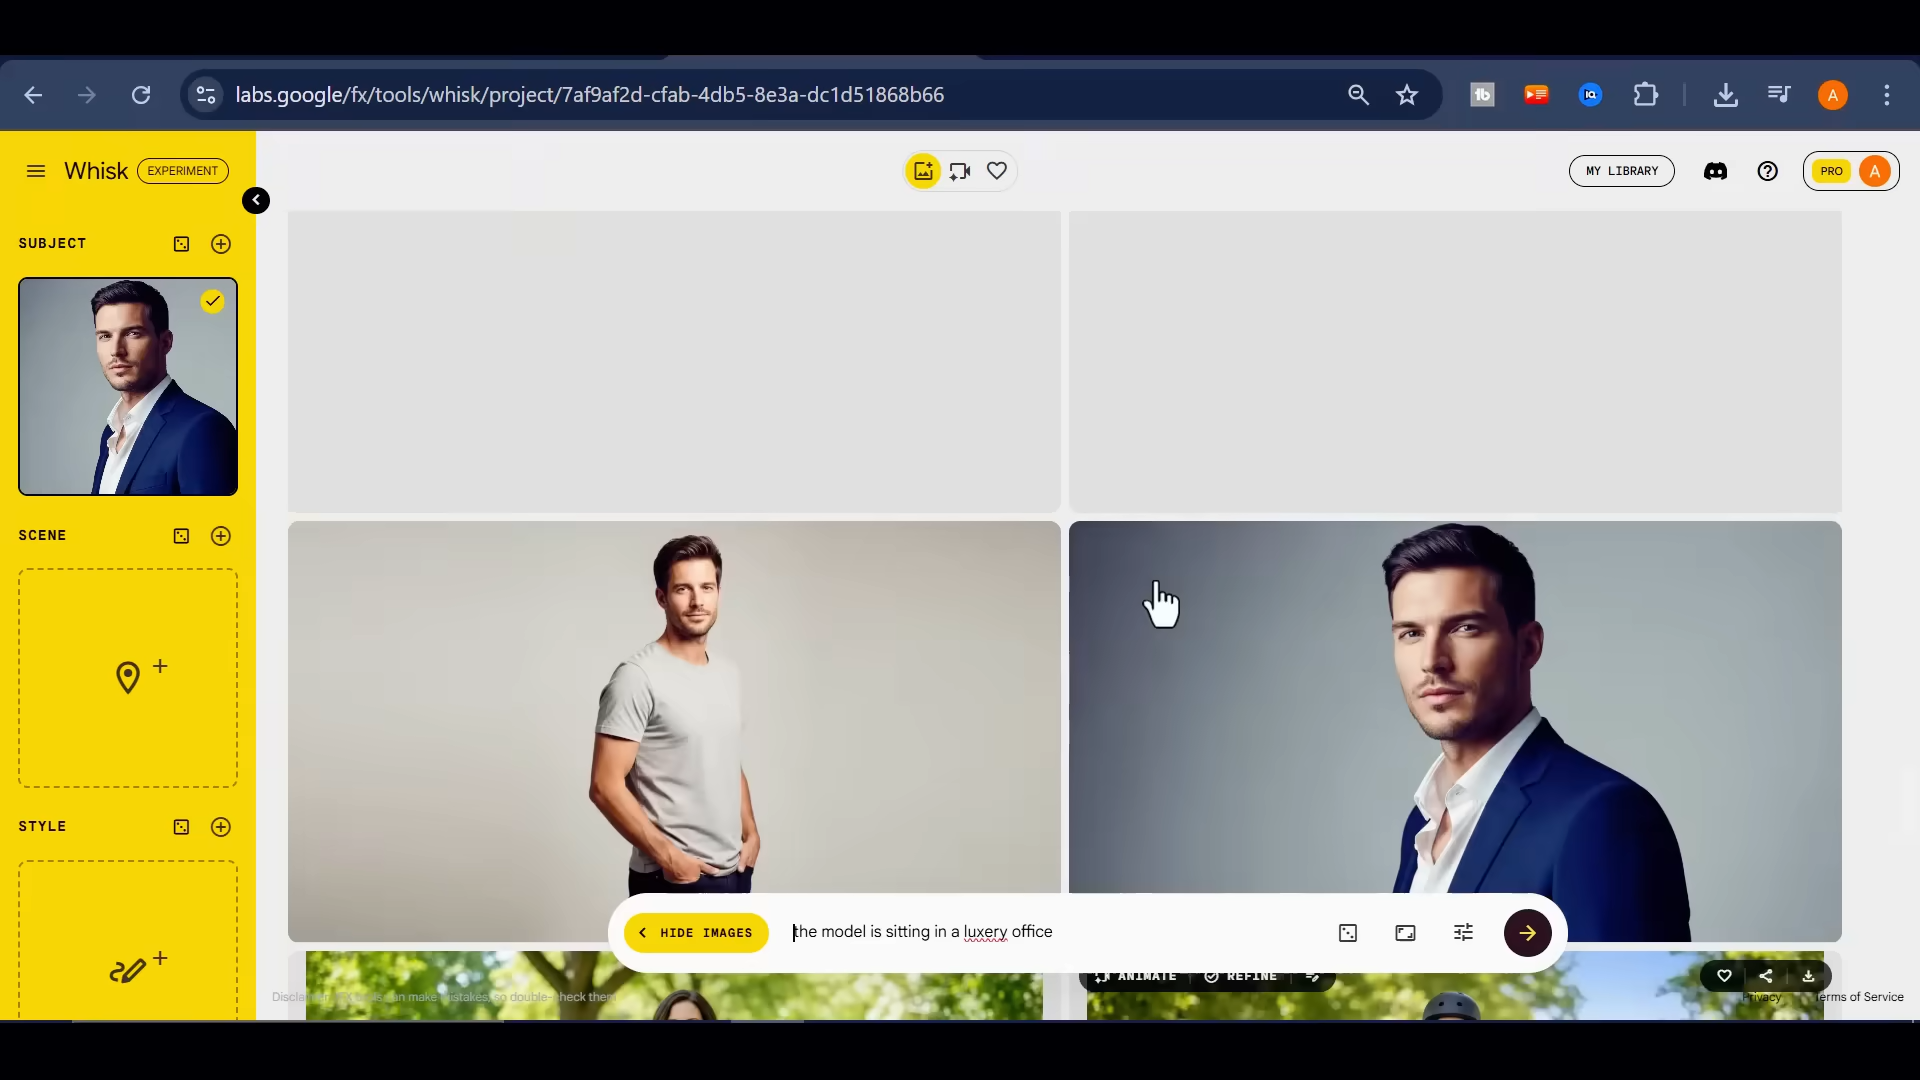 labs.google/fx/tools/whisk/project/7af9af2d-cfab-4db5-8e3a-dc1d51868b66
A
Whisk EXPERIMENT
MY LIBRARY
PRO A
SUBJECT
SCENE
STYLE
HIDE IMAGES
the model is sitting in a luxery office
ANIMATE
REFINE
Privacy
Terms of Service